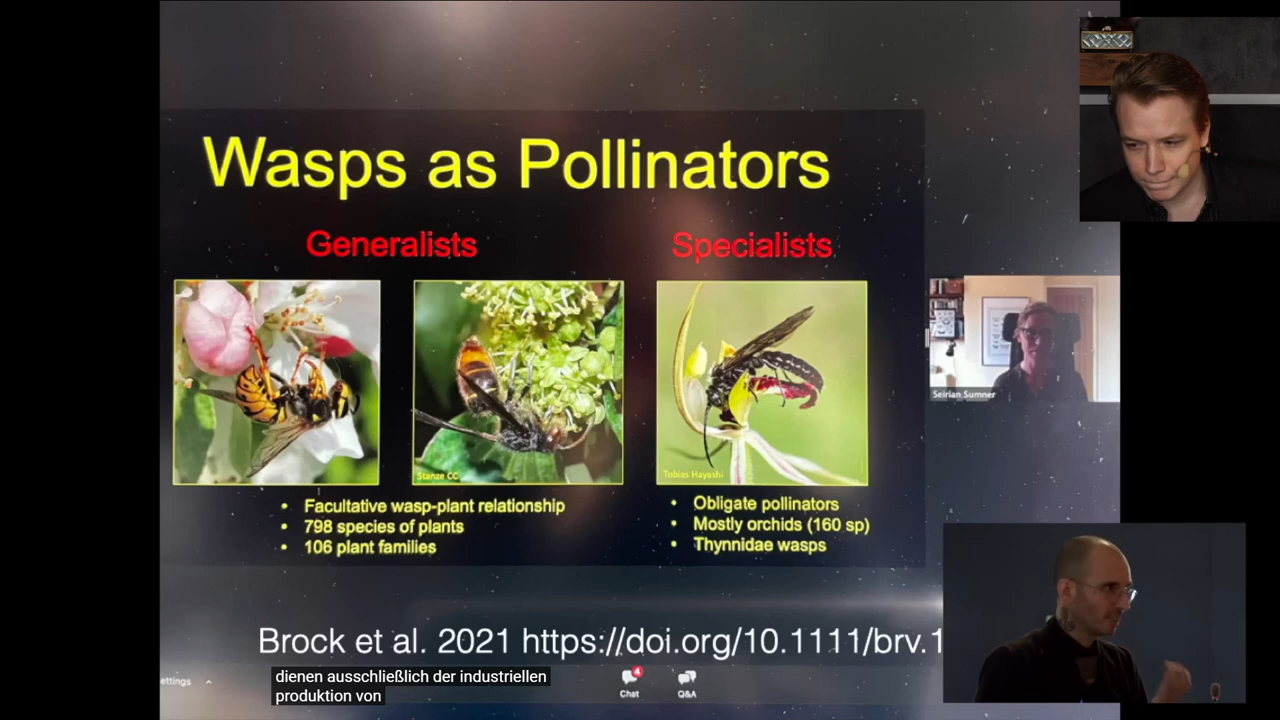 Wasps as Pollinators
Generalists
Specialists
Stanze CC
Tobias Hayashi
• Facultative wasp-plant relationship
• 798 species of plants
• 106 plant families
• Obligate pollinators
• Mostly orchids (160 sp)
• Thynnidae wasps
Seirian Sumner
Brock et al. 2021 https://doi.org/10.1111/brv.1
dienen ausschließlich der industriellen
produktion von
ettings
4
Chat
Q&A